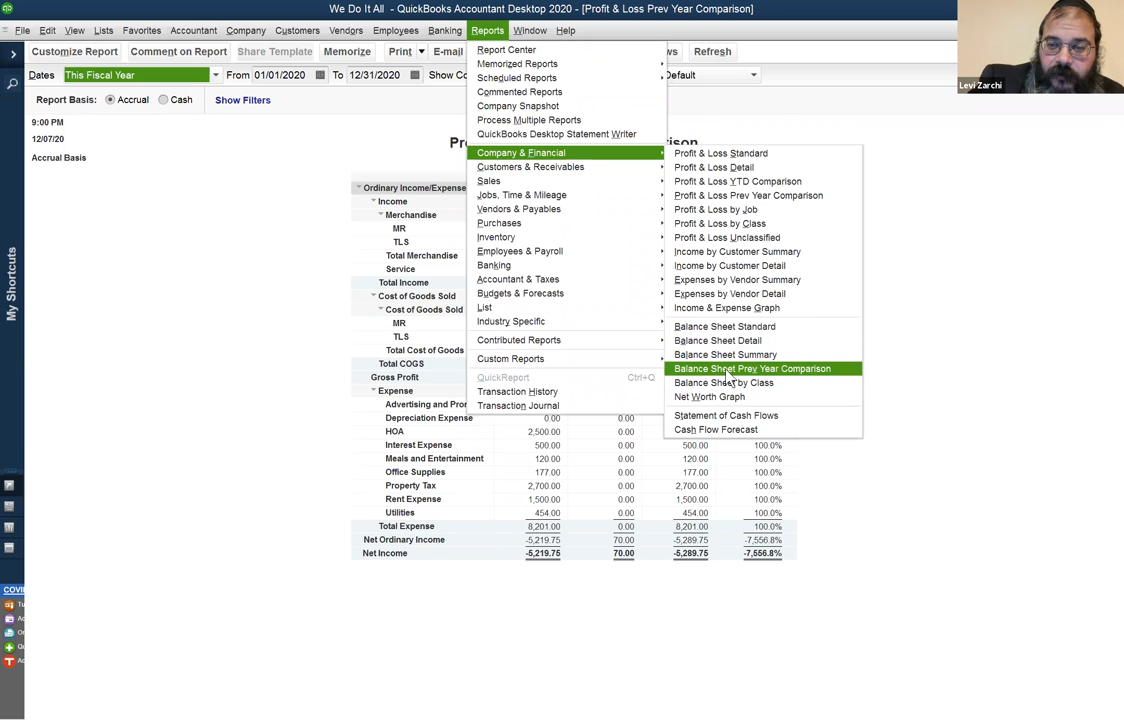 We Do It All - QuickBooks Accountant Desktop 2020 - [Profit & Loss Prev Year Comparison]
File Edit View Lists Favorites Accountant Company Customers Vendors Employees Banking Reports Window Help
Customize Report Comment on Report Share Template Memorize Print E-mail ws Refresh
Dates This Fiscal Year From 01/01/2020 To 12/31/2020 Show Co Default
Report Basis: Accrual Cash Show Filters
9:00 PM
12/07/20
Accrual Basis
My Shortcuts
COVI
Tu
Ac
Or
Qu
Ad
Levi Zarchi
Report Center
Memorized Reports
Scheduled Reports
Commented Reports
Company Snapshot
Process Multiple Reports
QuickBooks Desktop Statement Writer
Company & Financial
Customers & Receivables
Sales
Jobs, Time & Mileage
Vendors & Payables
Purchases
Inventory
Employees & Payroll
Banking
Accountant & Taxes
Budgets & Forecasts
List
Industry Specific
Contributed Reports
Custom Reports
QuickReport Ctrl+Q
Transaction History
Transaction Journal
Profit & Loss Standard
Profit & Loss Detail
Profit & Loss YTD Comparison
Profit & Loss Prev Year Comparison
Profit & Loss by Job
Profit & Loss by Class
Profit & Loss Unclassified
Income by Customer Summary
Income by Customer Detail
Expenses by Vendor Summary
Expenses by Vendor Detail
Income & Expense Graph
Balance Sheet Standard
Balance Sheet Detail
Balance Sheet Summary
Balance Sheet Prev Year Comparison
Balance Sheet by Class
Net Worth Graph
Statement of Cash Flows
Cash Flow Forecast
Pr
Ordinary Income/Expense
Income
Merchandise
MR
TLS
Total Merchandise
Service
Total Income
Cost of Goods Sold
Cost of Goods Sold
MR
TLS
Total Cost of Goods
Total COGS
Gross Profit
Expense
Advertising and Pro
Depreciation Expense 0.00 0.00
HOA 2,500.00 0.00
Interest Expense 500.00 0.00 500.00 100.0%
Meals and Entertainment 120.00 0.00 120.00 100.0%
Office Supplies 177.00 0.00 177.00 100.0%
Property Tax 2,700.00 0.00 2,700.00 100.0%
Rent Expense 1,500.00 0.00 1,500.00 100.0%
Utilities 454.00 0.00 454.00 100.0%
Total Expense 8,201.00 0.00 8,201.00 100.0%
Net Ordinary Income -5,219.75 70.00 -5,289.75 -7,556.8%
Net Income -5,219.75 70.00 -5,289.75 -7,556.8%